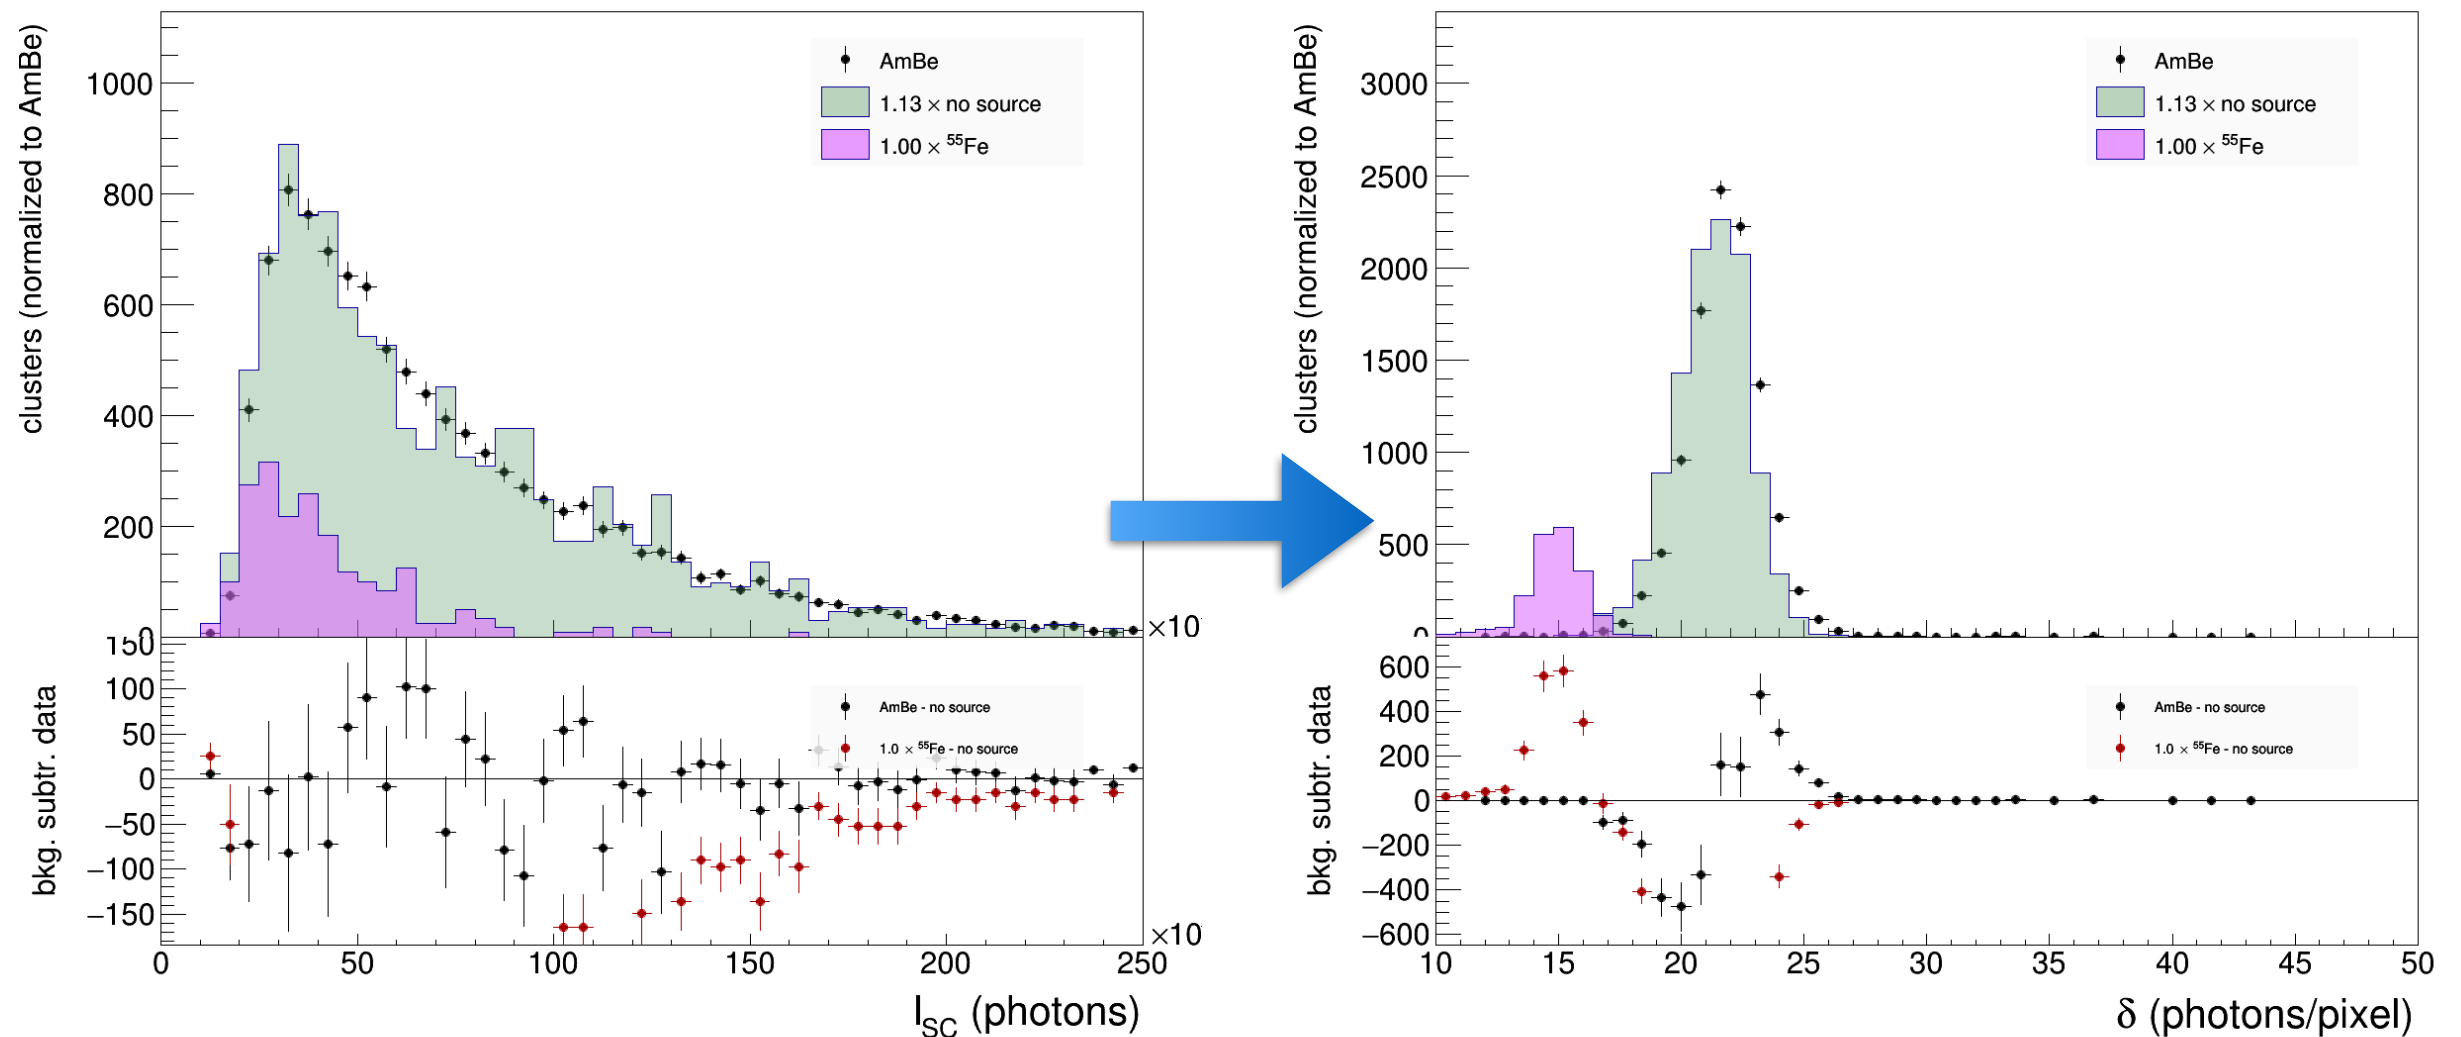 clusters (normalized to AmBe)
1000
800
600
400
200
0
AmBe
1.13 × no source
1.00 × ⁵⁵Fe
×10
bkg. subtr. data
150
100
50
0
−50
−100
−150
AmBe - no source
1.0 × ⁵⁵Fe - no source
×10
0 50 100 150 200 250
I_SC (photons)
clusters (normalized to AmBe)
3000
2500
2000
1500
1000
500
0
AmBe
1.13 × no source
1.00 × ⁵⁵Fe
bkg. subtr. data
600
400
200
0
−200
−400
−600
AmBe - no source
1.0 × ⁵⁵Fe - no source
10 15 20 25 30 35 40 45 50
δ (photons/pixel)